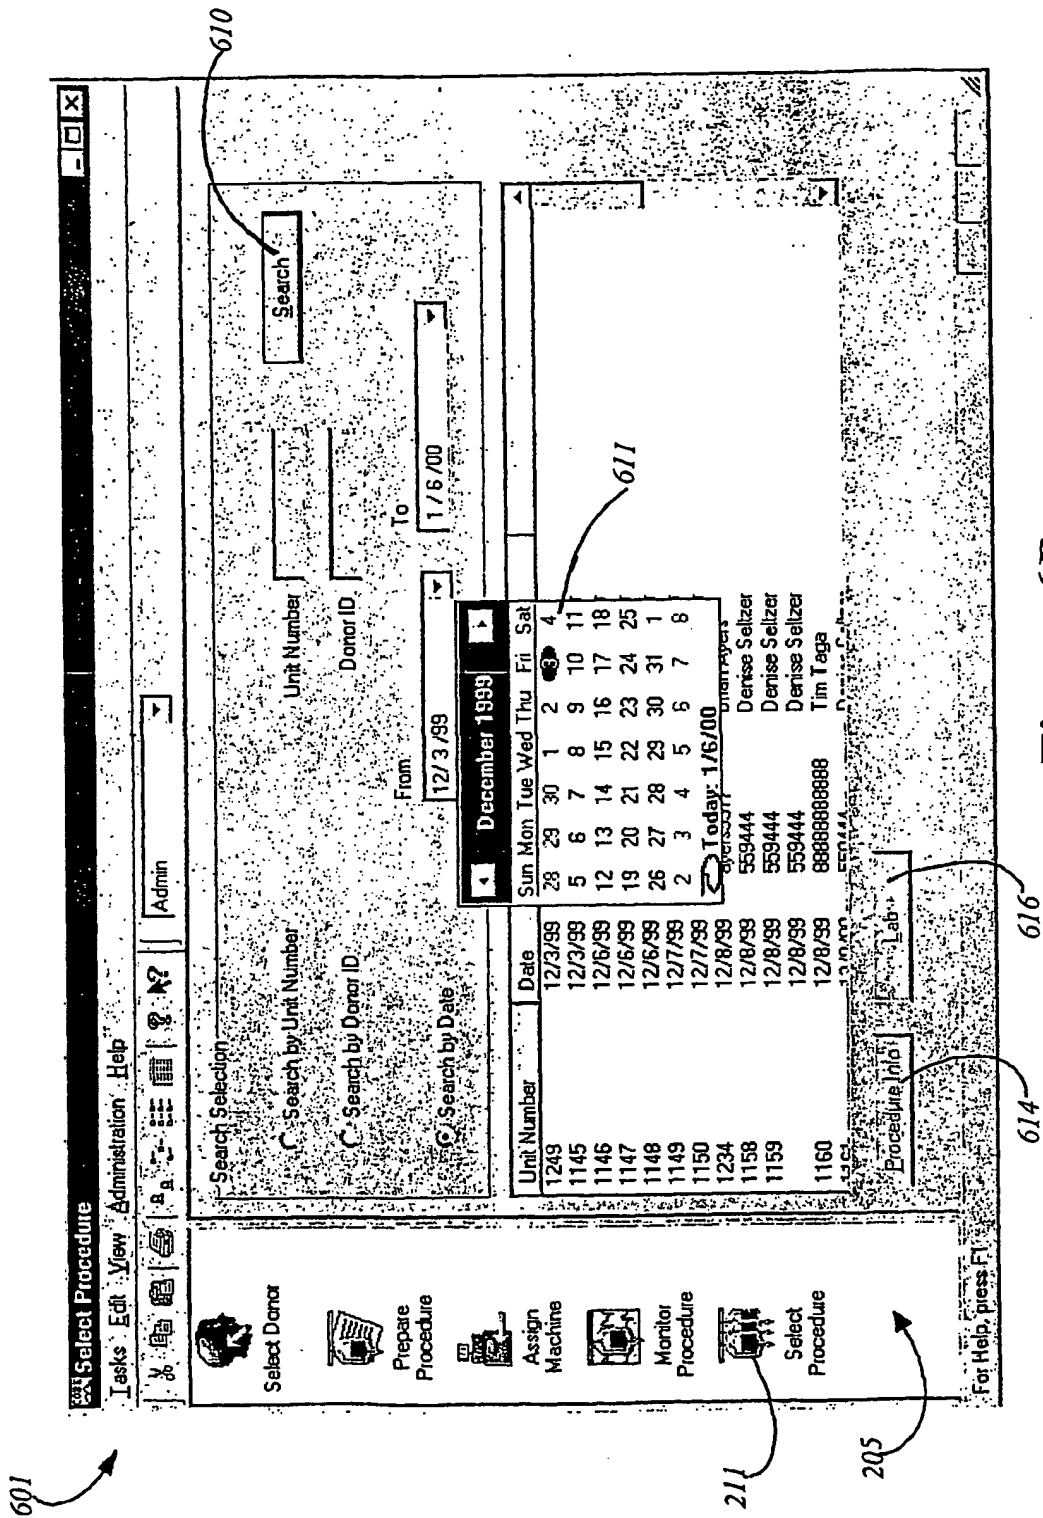 601
610
Select Procedure
Tasks Edit View Administration Help
Admin
Select Donor
Prepare
Procedure
Assign
Machine
Monitor
Procedure
Select
Procedure
211
205
Search Selection
Search by Unit Number
Unit Number
Search
Search by Donor ID
Donor ID
Search by Date
From
To
12/ 3 /99
1 / 6 /00
December 1999
Sun Mon Tue Wed Thu Fri Sat
28 29 30 1 2 3 4
5 6 7 8 9 10 11
12 13 14 15 16 17 18
19 20 21 22 23 24 25
26 27 28 29 30 31 1
2 3 4 5 6 7 8
Today: 1/6/00
611
Unit Number Date
1249 12/3/99
1145 12/3/99
1146 12/6/99
1147 12/6/99
1148 12/6/99
1149 12/7/99
1150 12/7/99
1234 12/8/99 Ayers
1158 12/8/99 559444 Denise Seltzer
1159 12/8/99 559444 Denise Seltzer
12/8/99 559444 Denise Seltzer
1160 12/8/99 88888888888 Tim Taga
Procedure Info
Lab
614
616
For Help, press F1